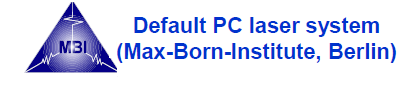 Default PC laser system
MBI (Max-Born-Institute, Berlin)